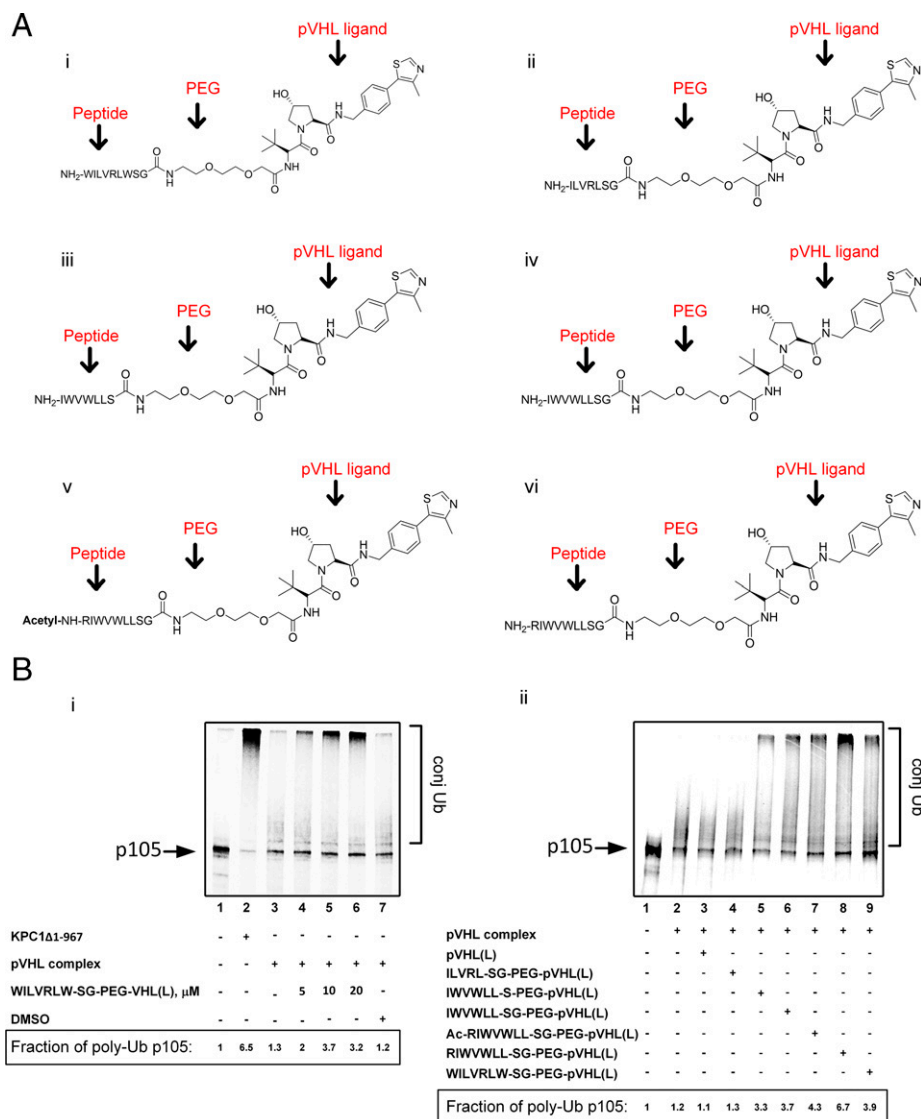 A
i
pVHL ligand
PEG
Peptide
NH2-WILVRLWSG
O
N
H
O
O
O
N
H
O
N
HO
O
H
N
S
N
ii
pVHL ligand
PEG
Peptide
NH2-ILVRLSG
O
N
H
O
O
O
N
H
O
N
HO
O
H
N
S
N
iii
pVHL ligand
PEG
Peptide
NH2-IWVWLLS
O
N
H
O
O
O
N
H
O
N
HO
O
H
N
S
N
iv
pVHL ligand
PEG
Peptide
NH2-IWVWLLSG
O
N
H
O
O
O
N
H
O
N
HO
O
H
N
S
N
v
pVHL ligand
PEG
Peptide
Acetyl-NH-RIWVWLLSG
O
N
H
O
O
O
N
H
O
N
HO
O
H
N
S
N
vi
pVHL ligand
PEG
Peptide
NH2-RIWVWLLSG
O
N
H
O
O
O
N
H
O
N
HO
O
H
N
S
N
B
i
conj Ub
p105
1 2 3 4 5 6 7
KPC1Δ1-967 - + - - - - -
pVHL complex - - + + + + +
WILVRLW-SG-PEG-VHL(L), µM - - - 5 10 20 -
DMSO - - - - - - +
Fraction of poly-Ub p105: 1 6.5 1.3 2 3.7 3.2 1.2
ii
conj Ub
p105
1 2 3 4 5 6 7 8 9
pVHL complex - + + + + + + + +
pVHL(L) - - + - - - - - -
ILVRL-SG-PEG-pVHL(L) - - - + - - - - -
IWVWLL-S-PEG-pVHL(L) - - - - + - - - -
IWVWLL-SG-PEG-pVHL(L) - - - - - + - - -
Ac-RIWVWLL-SG-PEG-pVHL(L) - - - - - - + - -
RIWVWLL-SG-PEG-pVHL(L) - - - - - - - + -
WILVRLW-SG-PEG-pVHL(L) - - - - - - - - +
Fraction of poly-Ub p105: 1 1.2 1.1 1.3 3.3 3.7 4.3 6.7 3.9